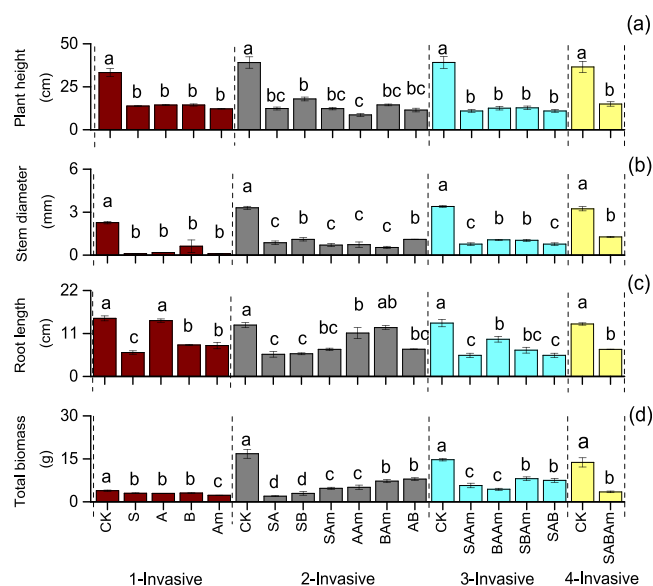 (a)
50
25
0
Plant height
(cm)
a b b b b
a bc b bc c bc bc
a b b b b
a b
(b)
6
3
0
Stem diameter
(mm)
a b b b b
a c b c c c b
a c b b c
a b
(c)
22
11
0
Root length
(cm)
a c a b b
a c c bc b ab bc
a c b bc c
a b
(d)
30
15
0
Total biomass
(g)
a b b b c
a d d c c b b
a c c b b
a b
CK S A B Am CK SA SB SAm AAm BAm AB CK SAAm BAAm SBAm SAB CK SABAm
1-Invasive 2-Invasive 3-Invasive 4-Invasive